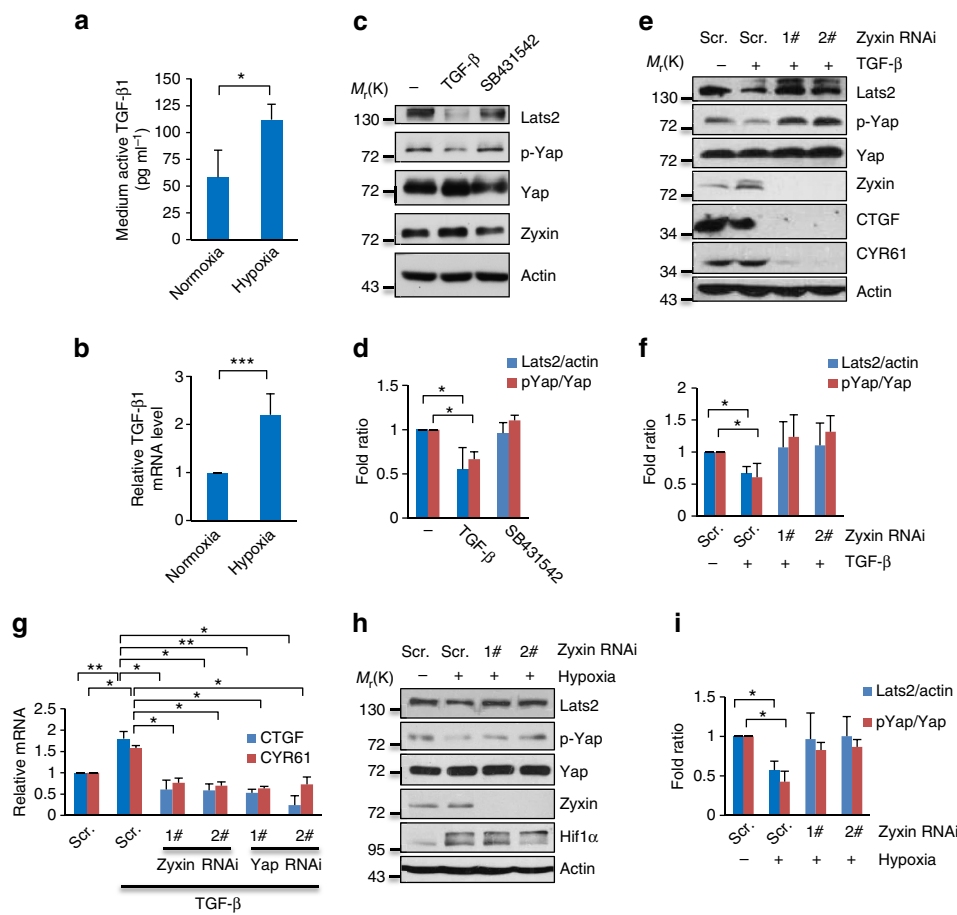 a
Medium active TGF-β1
(pg ml⁻¹)
150
125
100
75
50
25
0
*
Normoxia
Hypoxia
b
Relative TGF-β1
mRNA level
3
2
1
0
***
Normoxia
Hypoxia
c
Mr(K)
–
TGF-β
SB431542
130
Lats2
72
p-Yap
72
Yap
72
Zyxin
43
Actin
d
Lats2/actin
pYap/Yap
Fold ratio
1.5
1
0.5
0
*
*
–
TGF-β
SB431542
e
Scr. Scr. 1# 2# Zyxin RNAi
– + + + TGF-β
Mr(K)
130
Lats2
72
p-Yap
72
Yap
72
Zyxin
43
CTGF
34
CYR61
43
Actin
f
Lats2/actin
pYap/Yap
Fold ratio
2
1.5
1
0.5
0
*
*
Scr. Scr. 1# 2# Zyxin RNAi
– + + + TGF-β
g
*
**
*
** *
* *
*
*
*
Relative mRNA
2.5
2
1.5
1
0.5
0
CTGF
CYR61
Scr. Scr. 1# 2# 1# 2#
Zyxin RNAi Yap RNAi
TGF-β
h
Scr. Scr. 1# 2# Zyxin RNAi
– + + + Hypoxia
Mr(K)
130
Lats2
72
p-Yap
72
Yap
72
Zyxin
95
Hif1α
43
Actin
i
Lats2/actin
pYap/Yap
Fold ratio
1.5
1.0
0.5
0
*
*
Scr. Scr. 1# 2# Zyxin RNAi
– + + + Hypoxia